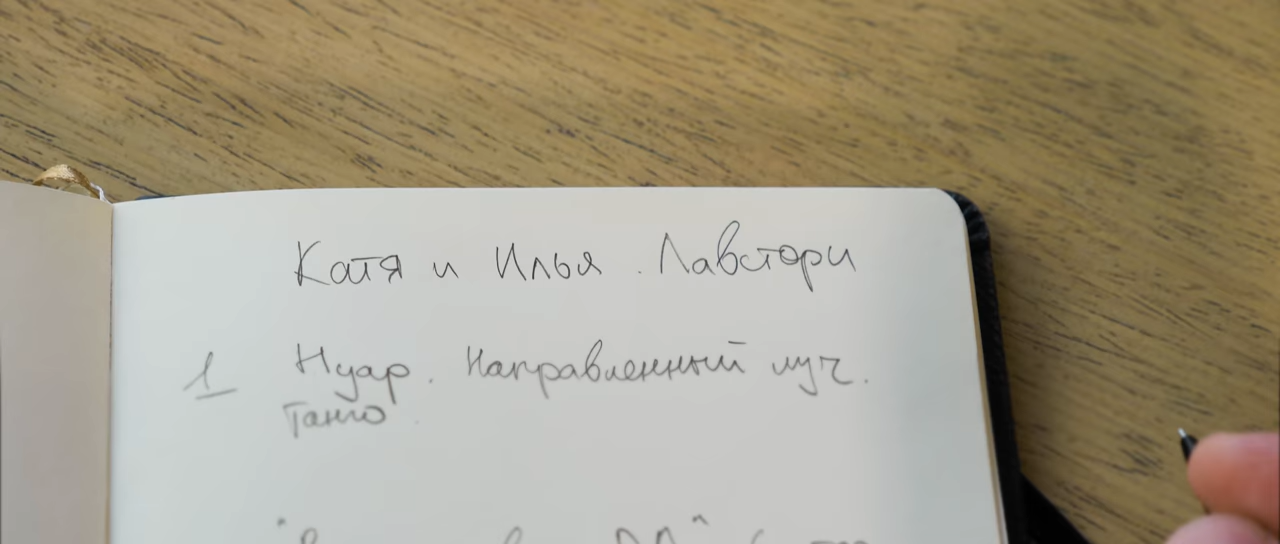 Катя и Илья. Лавстори
1 Нуар. Направленный луч.
Танго.